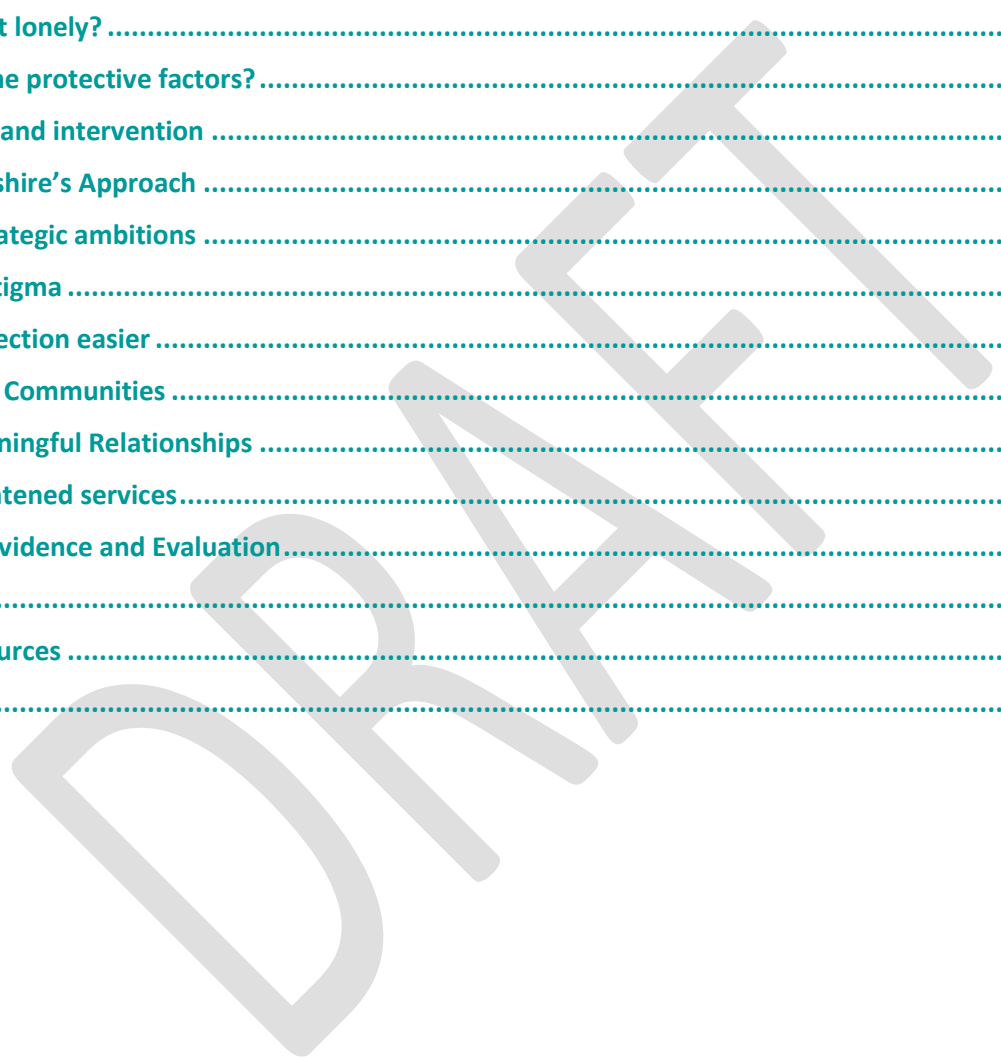 t lonely? ....................................................................................................................
he protective factors? ................................................................................................
and intervention ........................................................................................................
shire’s Approach .........................................................................................................
ategic ambitions .........................................................................................................
tigma ..........................................................................................................................
ection easier ...............................................................................................................
Communities .............................................................................................................
ningful Relationships ..................................................................................................
ntened services...........................................................................................................
vidence and Evaluation...............................................................................................
....................................................................................................................................
urces ...........................................................................................................................
....................................................................................................................................
DRAFT